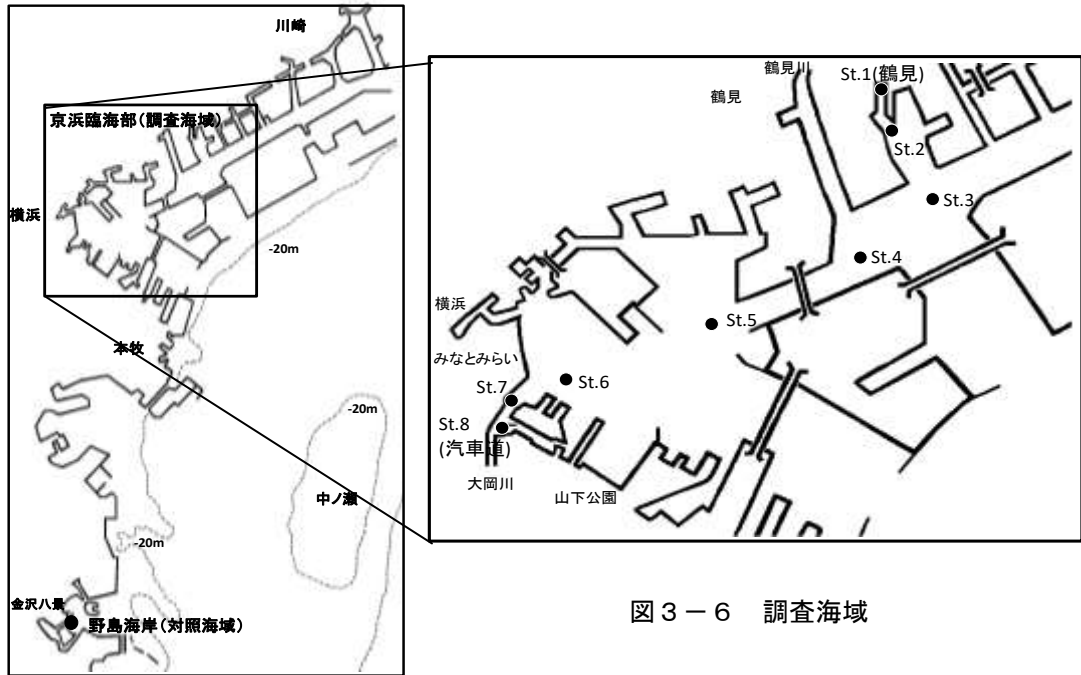 川崎
京浜臨海部(調査海域)
横浜
-20m
本牧
-20m
中ノ瀬
-20m
金沢八景
野島海岸(対照海域)
鶴見川
St.1(鶴見)
鶴見
St.2
St.3
St.4
横浜
St.5
みなとみらい
St.6
St.7
St.8
(汽車道)
大岡川
山下公園
図3-6 調査海域